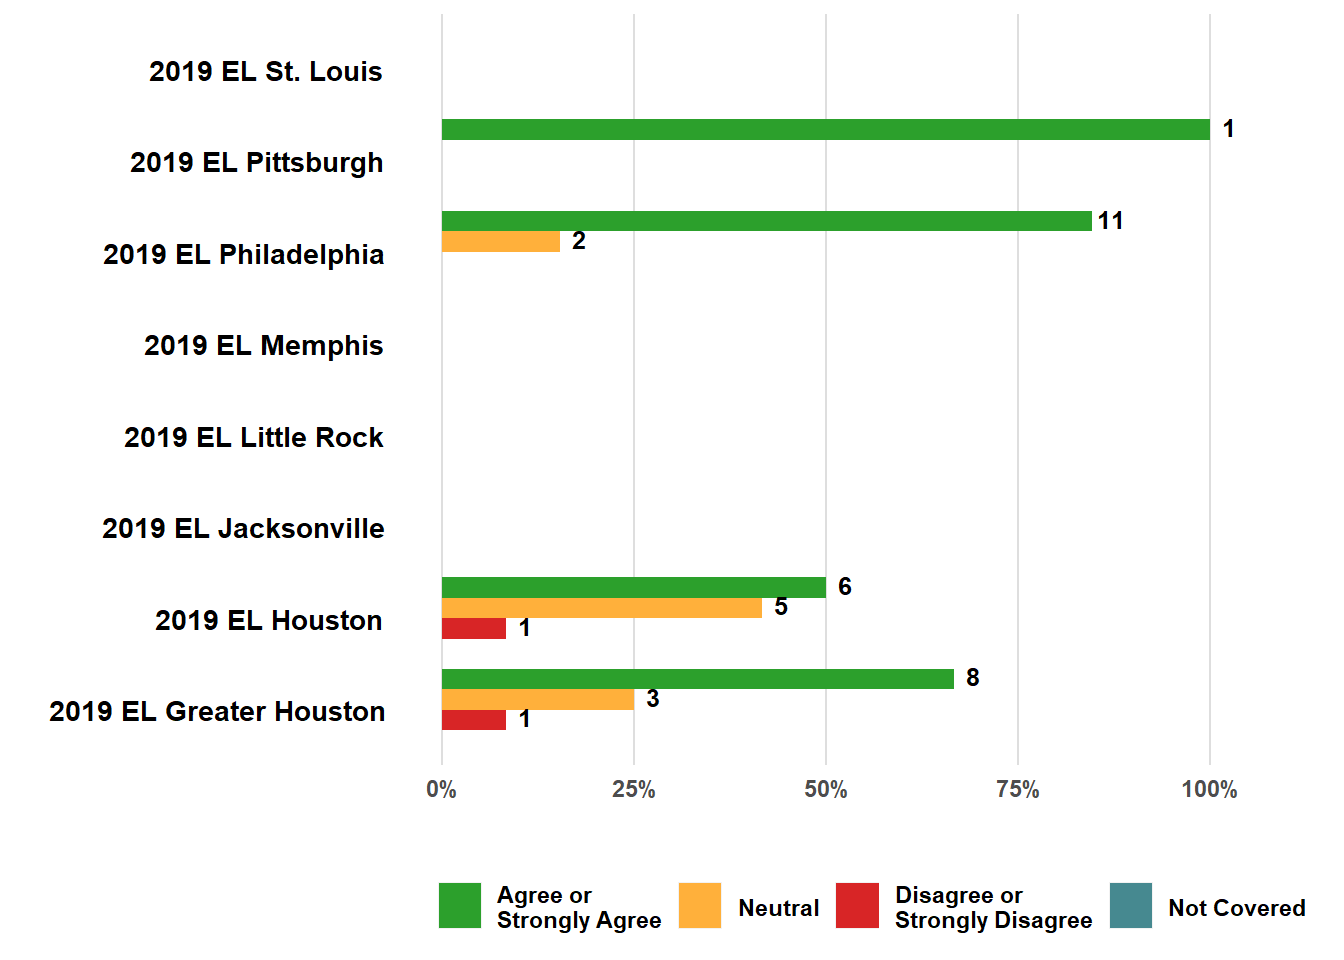 2019 EL St. Louis
1
2019 EL Pittsburgh
11
2
2019 EL Philadelphia
2019 EL Memphis
2019 EL Little Rock
2019 EL Jacksonville
6
5
2019 EL Houston
1
8
3
2019 EL Greater Houston
1
0% 25% 50% 75% 100%
Agree or
Strongly Agree
Neutral
Disagree or
Strongly Disagree
Not Covered